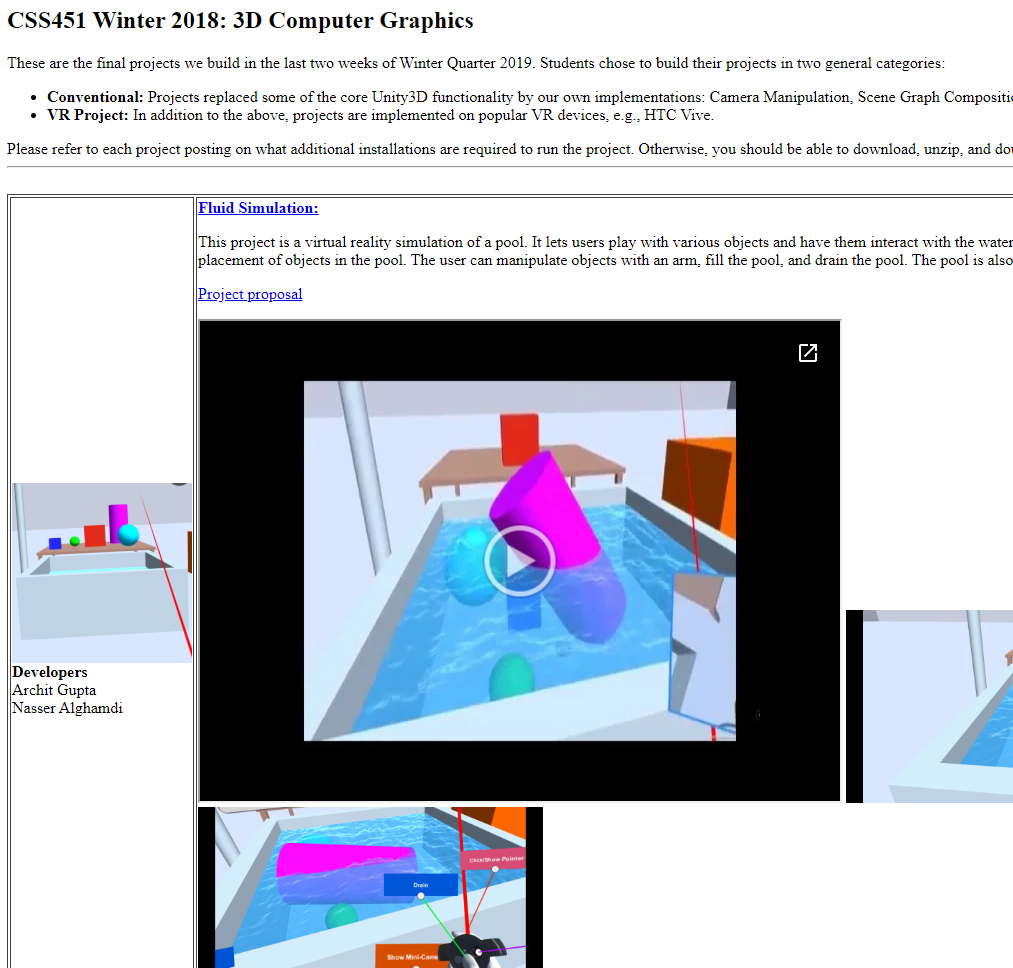 CSS451 Winter 2018: 3D Computer Graphics
These are the final projects we build in the last two weeks of Winter Quarter 2019. Students chose to build their projects in two general categories:
Conventional: Projects replaced some of the core Unity3D functionality by our own implementations: Camera Manipulation, Scene Graph Compositi
VR Project: In addition to the above, projects are implemented on popular VR devices, e.g., HTC Vive.
Please refer to each project posting on what additional installations are required to run the project. Otherwise, you should be able to download, unzip, and dou
Fluid Simulation:
This project is a virtual reality simulation of a pool. It lets users play with various objects and have them interact with the water
placement of objects in the pool. The user can manipulate objects with an arm, fill the pool, and drain the pool. The pool is also
Project proposal
Developers
Archit Gupta
Nasser Alghamdi
Click/Show Pointer
Drain
Show Mini-Came